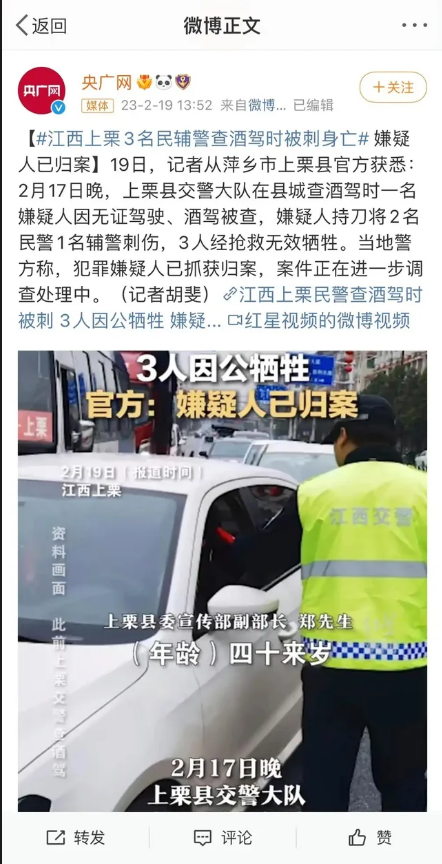 返回
微博正文
央广网
央广网
+关注
媒体 23-2-19 13:52 来自微博... 已编辑
【#江西上栗3名民辅警查酒驾时被刺身亡# 嫌疑
人已归案】19日，记者从萍乡市上栗县官方获悉：
2月17日晚，上栗县交警大队在县城查酒驾时一名
嫌疑人因无证驾驶、酒驾被查，嫌疑人持刀将2名
民警1名辅警刺伤，3人经抢救无效牺牲。当地警
方称，犯罪嫌疑人已抓获归案，案件正在进一步调
查处理中。（记者胡斐）江西上栗民警查酒驾时
被刺 3人因公牺牲 嫌疑... 红星视频的微博视频
3人因公牺牲
官方：嫌疑人已归案
上栗
2月19日（报道时间）
江西上栗
江西交警
资料画面 此前上栗交警查酒驾
上栗县委宣传部副部长 郑先生
（年龄）四十来岁
2月17日晚
上栗县交警大队
转发
评论
赞